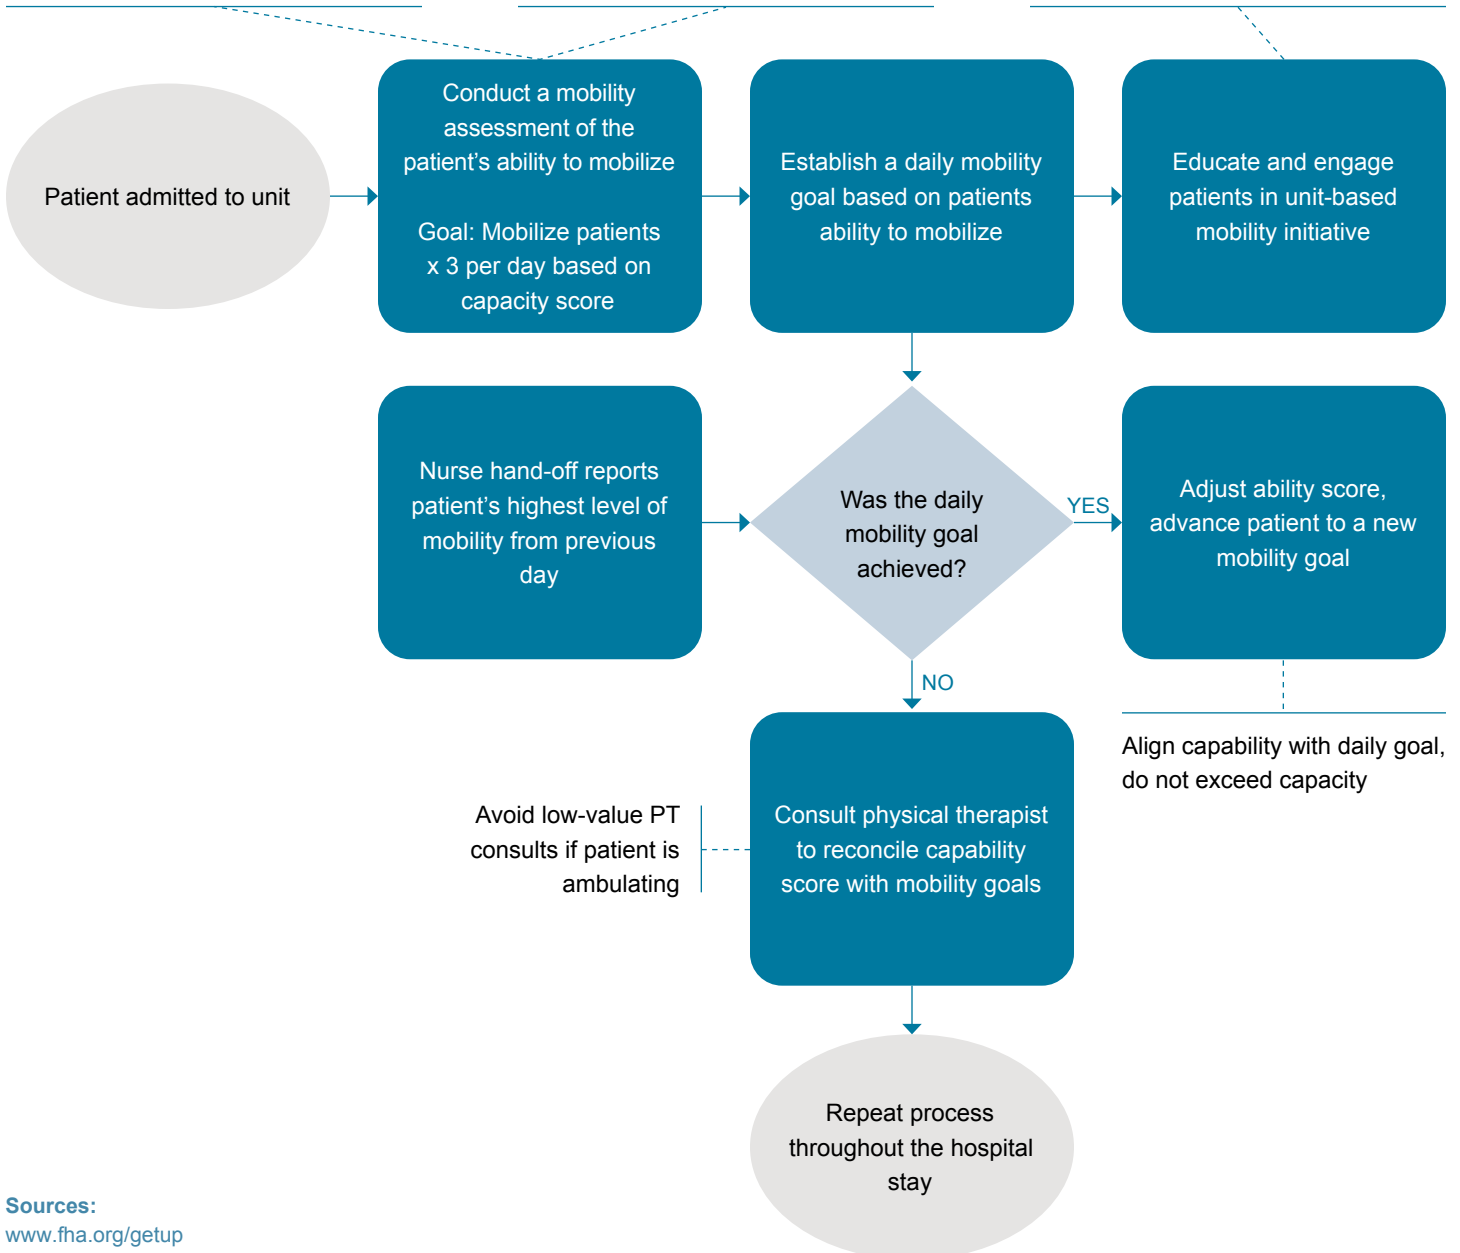 Patient admitted to unit
Conduct a mobility
assessment of the
patient's ability to mobilize
Goal: Mobilize patients
x 3 per day based on
capacity score
Establish a daily mobility
goal based on patients
ability to mobilize
Educate and engage
patients in unit-based
mobility initiative
Nurse hand-off reports
patient's highest level of
mobility from previous
day
Was the daily
mobility goal
achieved?
YES
Adjust ability score,
advance patient to a new
mobility goal
NO
Align capability with daily goal,
do not exceed capacity
Avoid low-value PT
consults if patient is
ambulating
Consult physical therapist
to reconcile capability
score with mobility goals
Repeat process
throughout the hospital
stay
Sources:
www.fha.org/getup